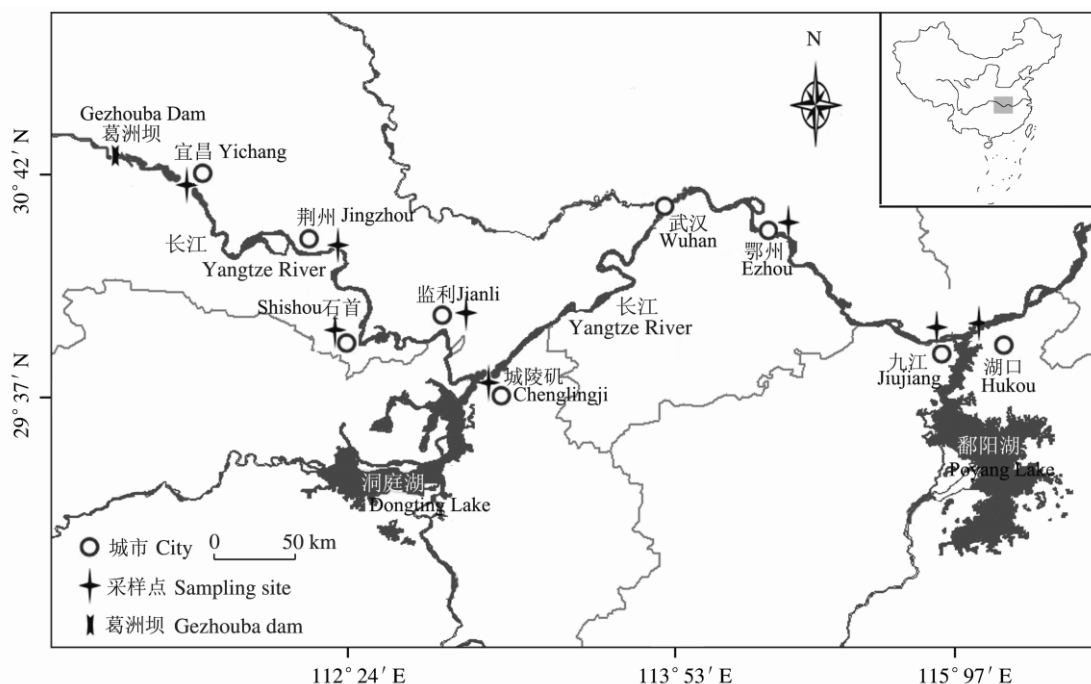 N
Gezhouba Dam
葛洲坝
宜昌 Yichang
30°42′N
荆州 Jingzhou
长江
Yangtze River
武汉
Wuhan
鄂州
Ezhou
Shishou石首
监利Jianli
长江
Yangtze River
29°37′N
城陵矶
Chenglingji
九江
Jiujiang
湖口
Hukou
鄱阳湖
Poyang Lake
洞庭湖
Dongting Lake
城市 City
0 50 km
采样点 Sampling site
葛洲坝 Gezhouba dam
112°24′E
113°53′E
115°97′E